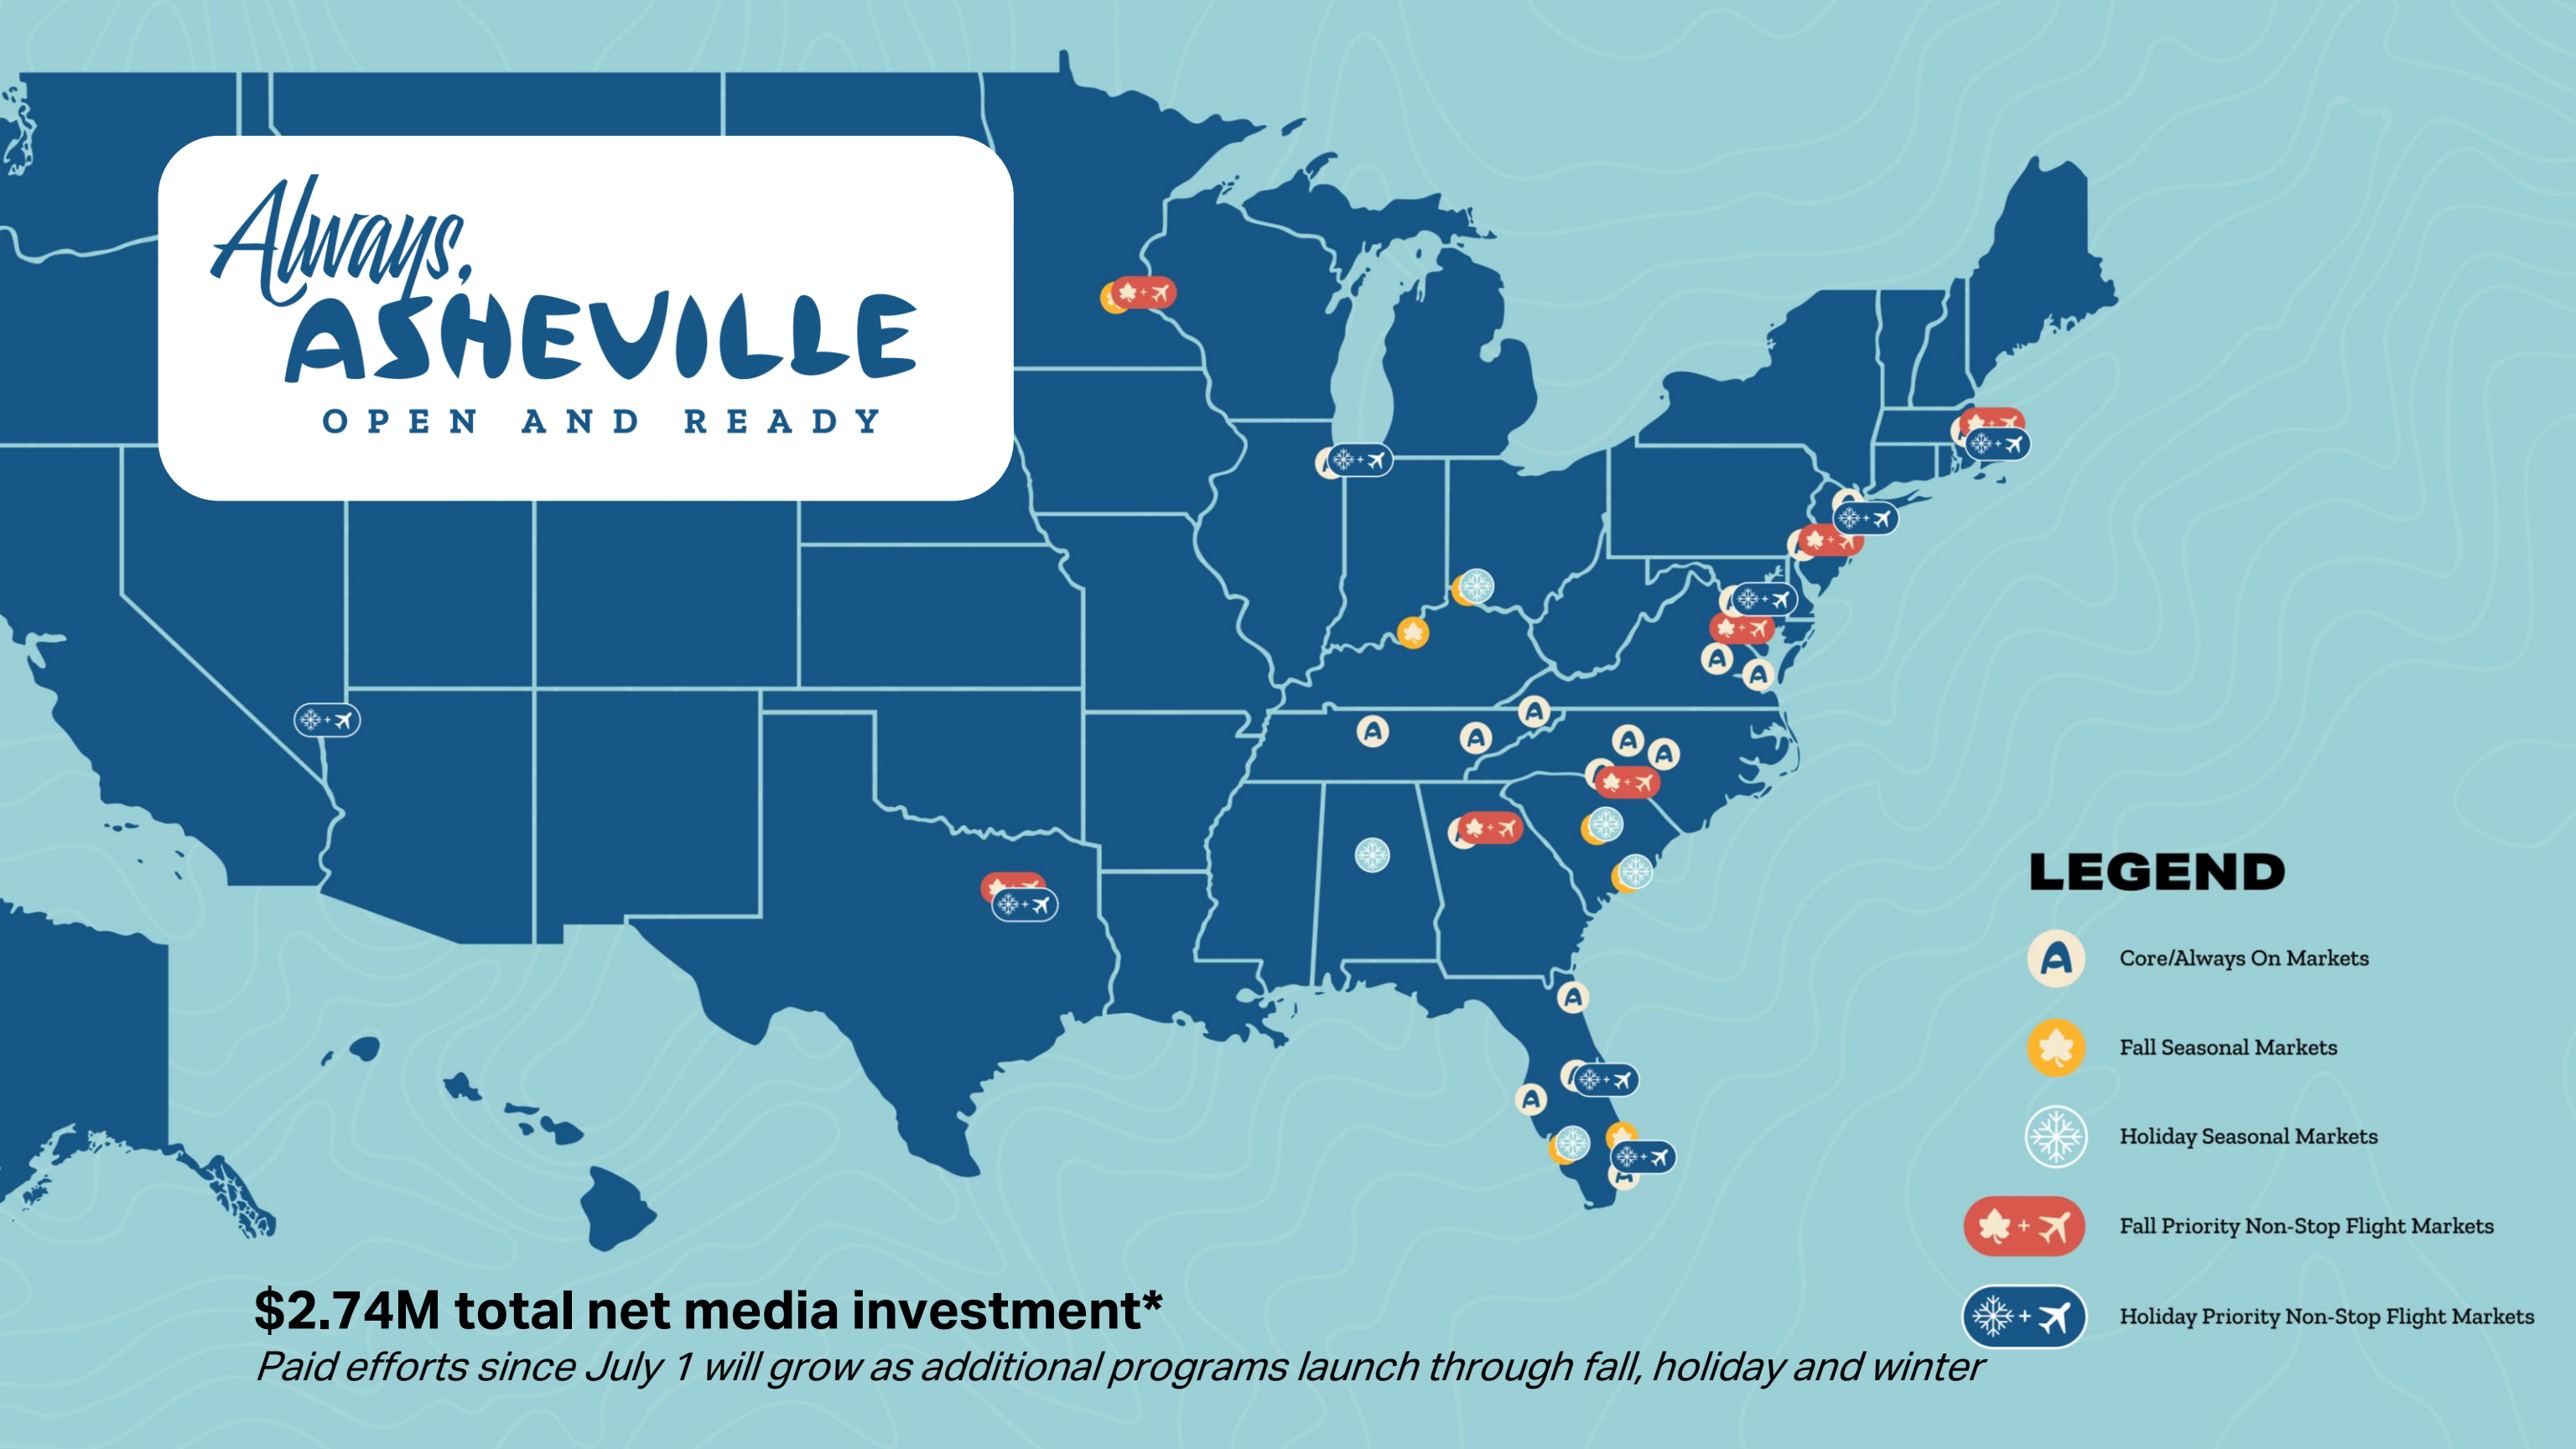 Always,
ASHEVILLE
OPEN AND READY
LEGEND
A Core/Always On Markets
Fall Seasonal Markets
Holiday Seasonal Markets
+ Fall Priority Non-Stop Flight Markets
+ Holiday Priority Non-Stop Flight Markets
$2.74M total net media investment*
Paid efforts since July 1 will grow as additional programs launch through fall, holiday and winter